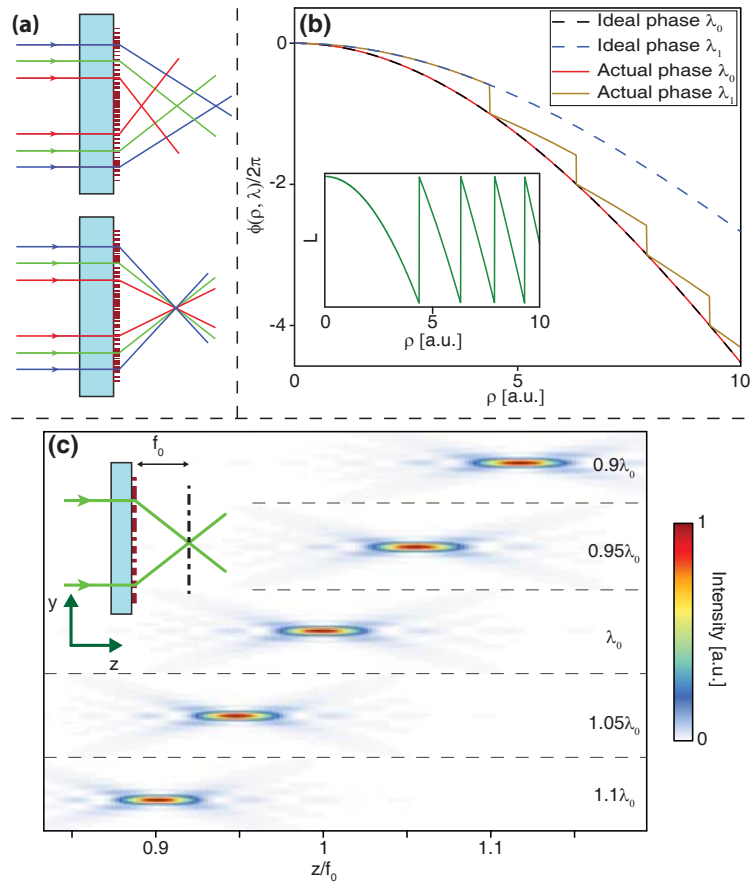 (a)
(b)
Ideal phase λ₀
Ideal phase λ₁
Actual phase λ₀
Actual phase λ₁
ϕ(ρ, λ)/2π
0
-2
-4
0
5
10
ρ [a.u.]
L
0
5
10
ρ [a.u.]
(c)
f₀
y
z
0.9λ₀
0.95λ₀
λ₀
1.05λ₀
1.1λ₀
0.9
1
1.1
z/f₀
1
0
Intensity [a.u.]